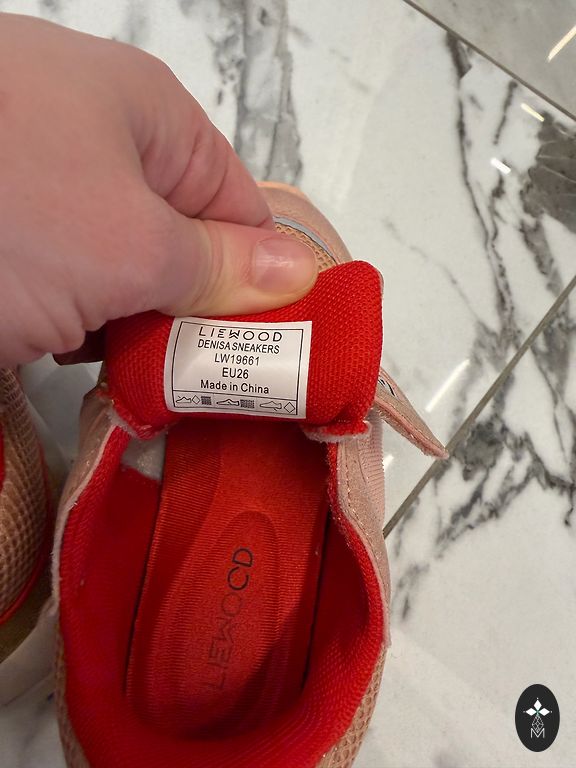 LIEWOOD
DENISA SNEAKERS
LW19661
EU26
Made in China
LIEWOOD
M